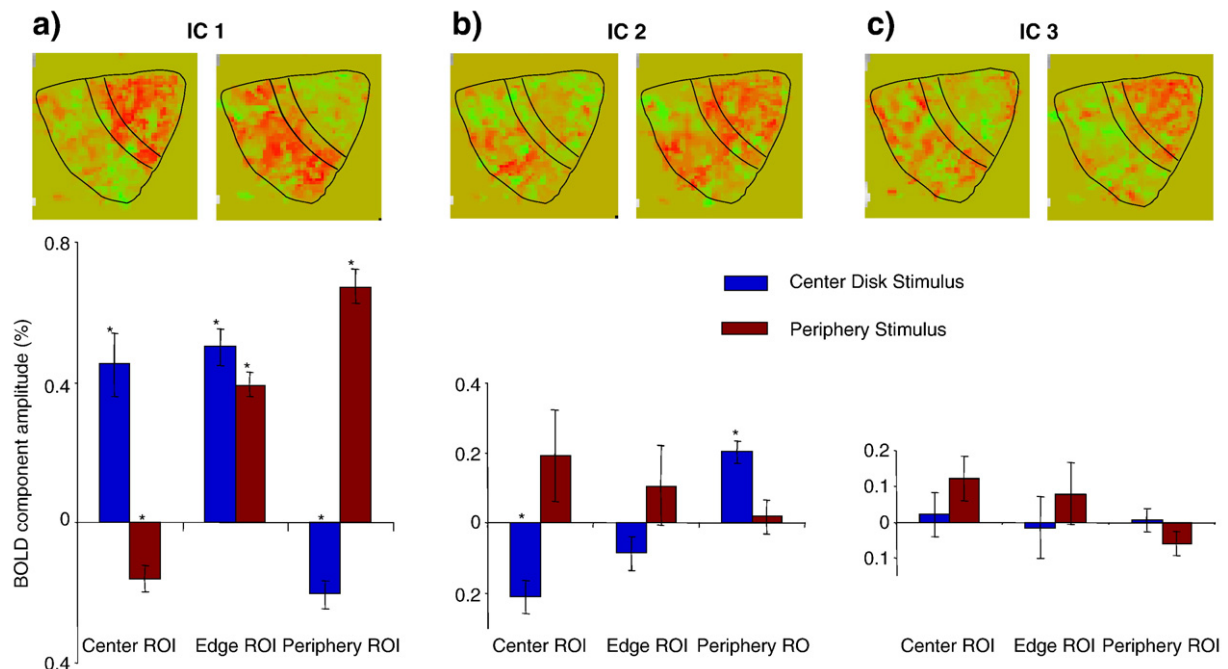 a) IC 1
b) IC 2
c) IC 3
BOLD component amplitude (%)
0.8
0.4
0
0.4
*
*
*
*
*
*
Center ROI Edge ROI Periphery ROI
Center Disk Stimulus
Periphery Stimulus
0.4
0.2
0
0.2
*
*
Center ROI Edge ROI Periphery RO
0.2
0.1
0
0.1
Center ROI Edge ROI Periphery ROI